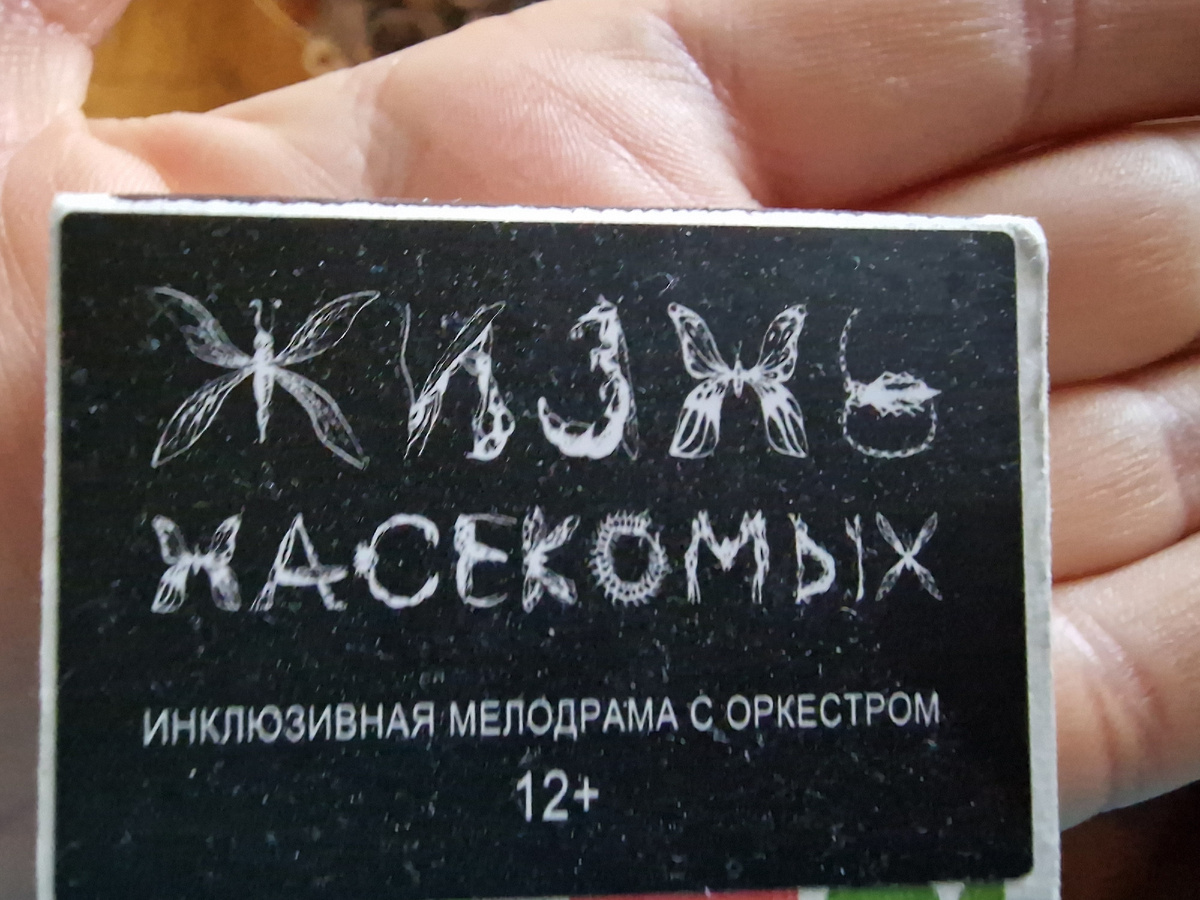 ЖИЗНЬ
НАСЕКОМЫХ
ИНКЛЮЗИВНАЯ МЕЛОДРАМА С ОРКЕСТРОМ
12+